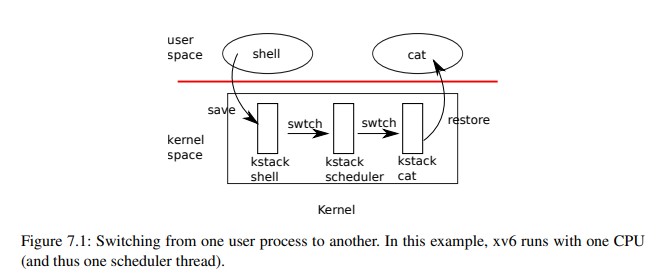 user
space
shell
cat
save
swtch
swtch
restore
kernel
space
kstack
shell
kstack
scheduler
kstack
cat
Kernel
Figure 7.1: Switching from one user process to another. In this example, xv6 runs with one CPU
(and thus one scheduler thread).